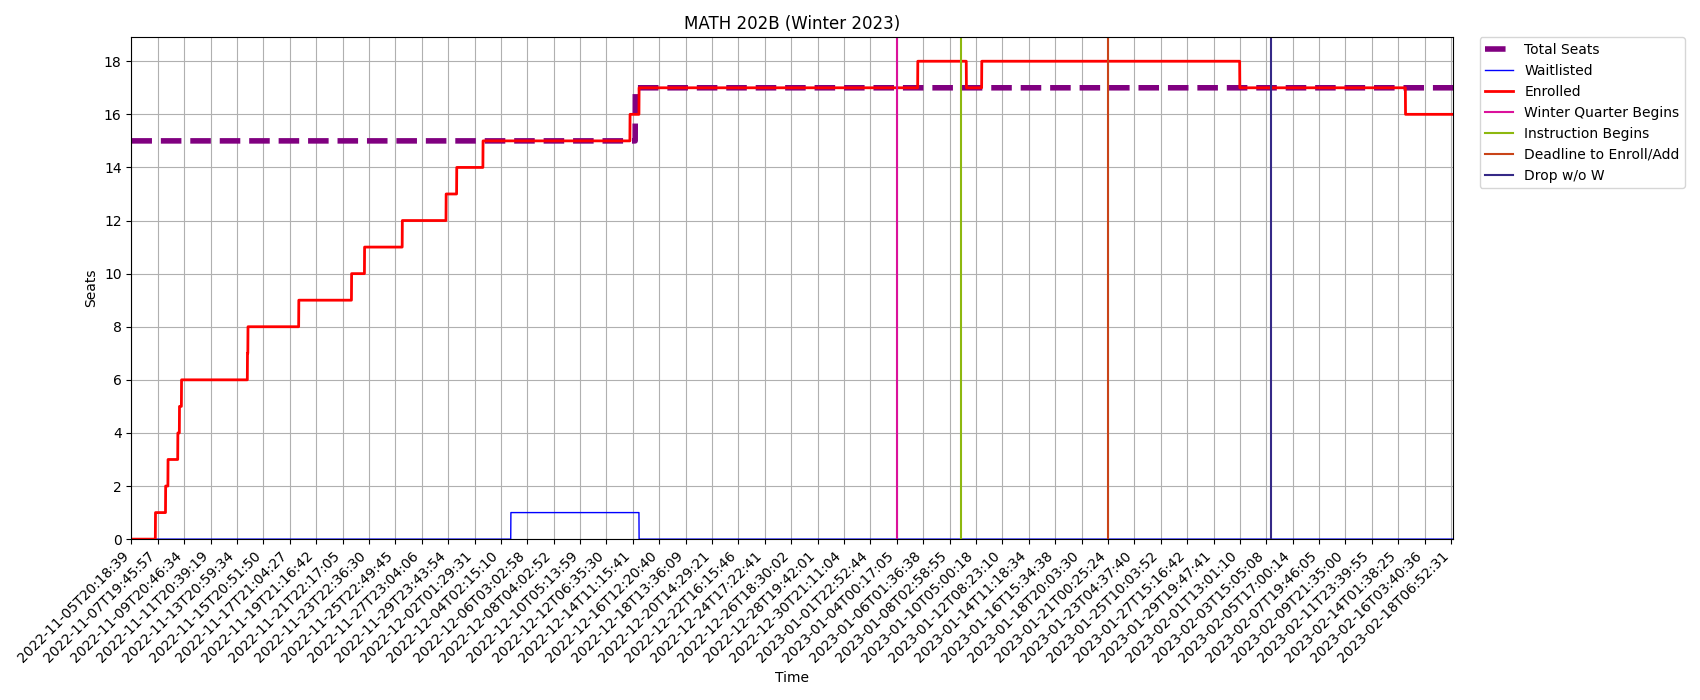 MATH 202B (Winter 2023)
Total Seats
Waitlisted
Enrolled
Winter Quarter Begins
Instruction Begins
Deadline to Enroll/Add
Drop w/o W
Seats
18
16
14
12
10
8
6
4
2
0
2022-11-05T20:18:39
2022-11-07T19:45:57
2022-11-09T20:46:34
2022-11-11T20:39:19
2022-11-13T20:59:34
2022-11-15T20:51:50
2022-11-17T21:04:27
2022-11-19T21:16:42
2022-11-21T22:17:05
2022-11-23T22:36:30
2022-11-25T22:49:45
2022-11-27T23:04:06
2022-11-29T23:43:54
2022-12-02T01:29:31
2022-12-04T02:15:10
2022-12-06T03:02:58
2022-12-08T04:02:52
2022-12-10T05:13:59
2022-12-12T06:35:30
2022-12-14T11:15:41
2022-12-16T12:20:40
2022-12-18T13:36:09
2022-12-20T14:29:21
2022-12-22T16:15:46
2022-12-24T17:22:41
2022-12-26T18:30:02
2022-12-28T19:42:01
2022-12-30T21:11:04
2023-01-01T22:52:44
2023-01-04T00:17:05
2023-01-06T01:36:38
2023-01-08T02:58:55
2023-01-10T05:00:18
2023-01-12T08:23:10
2023-01-14T11:18:34
2023-01-16T15:34:38
2023-01-18T20:03:30
2023-01-21T00:25:24
2023-01-23T04:37:40
2023-01-25T10:03:52
2023-01-27T15:16:42
2023-01-29T19:47:41
2023-02-01T13:01:10
2023-02-03T15:05:08
2023-02-05T17:00:14
2023-02-07T19:46:05
2023-02-09T21:35:00
2023-02-11T23:39:55
2023-02-14T01:38:25
2023-02-16T03:40:36
2023-02-18T06:52:31
Time